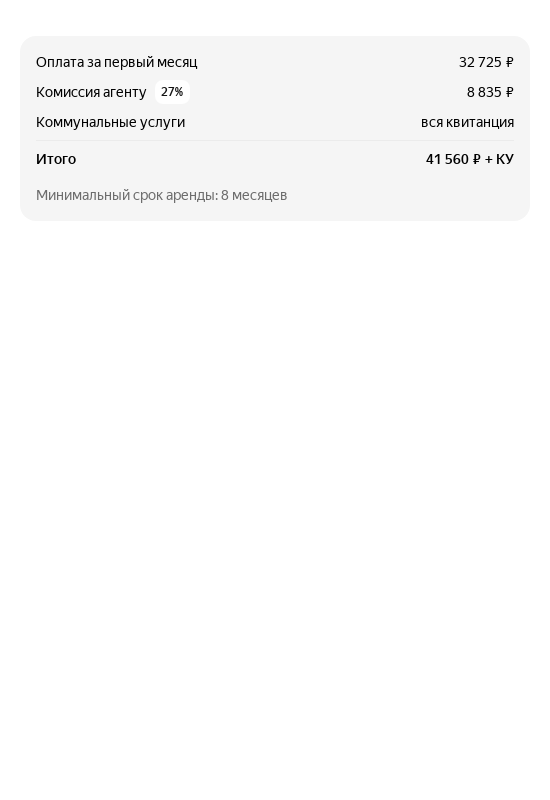 Оплата за первый месяц 32 725 ₽
Комиссия агенту 27% 8 835 ₽
Коммунальные услуги вся квитанция
Итого 41 560 ₽ + КУ
Минимальный срок аренды: 8 месяцев